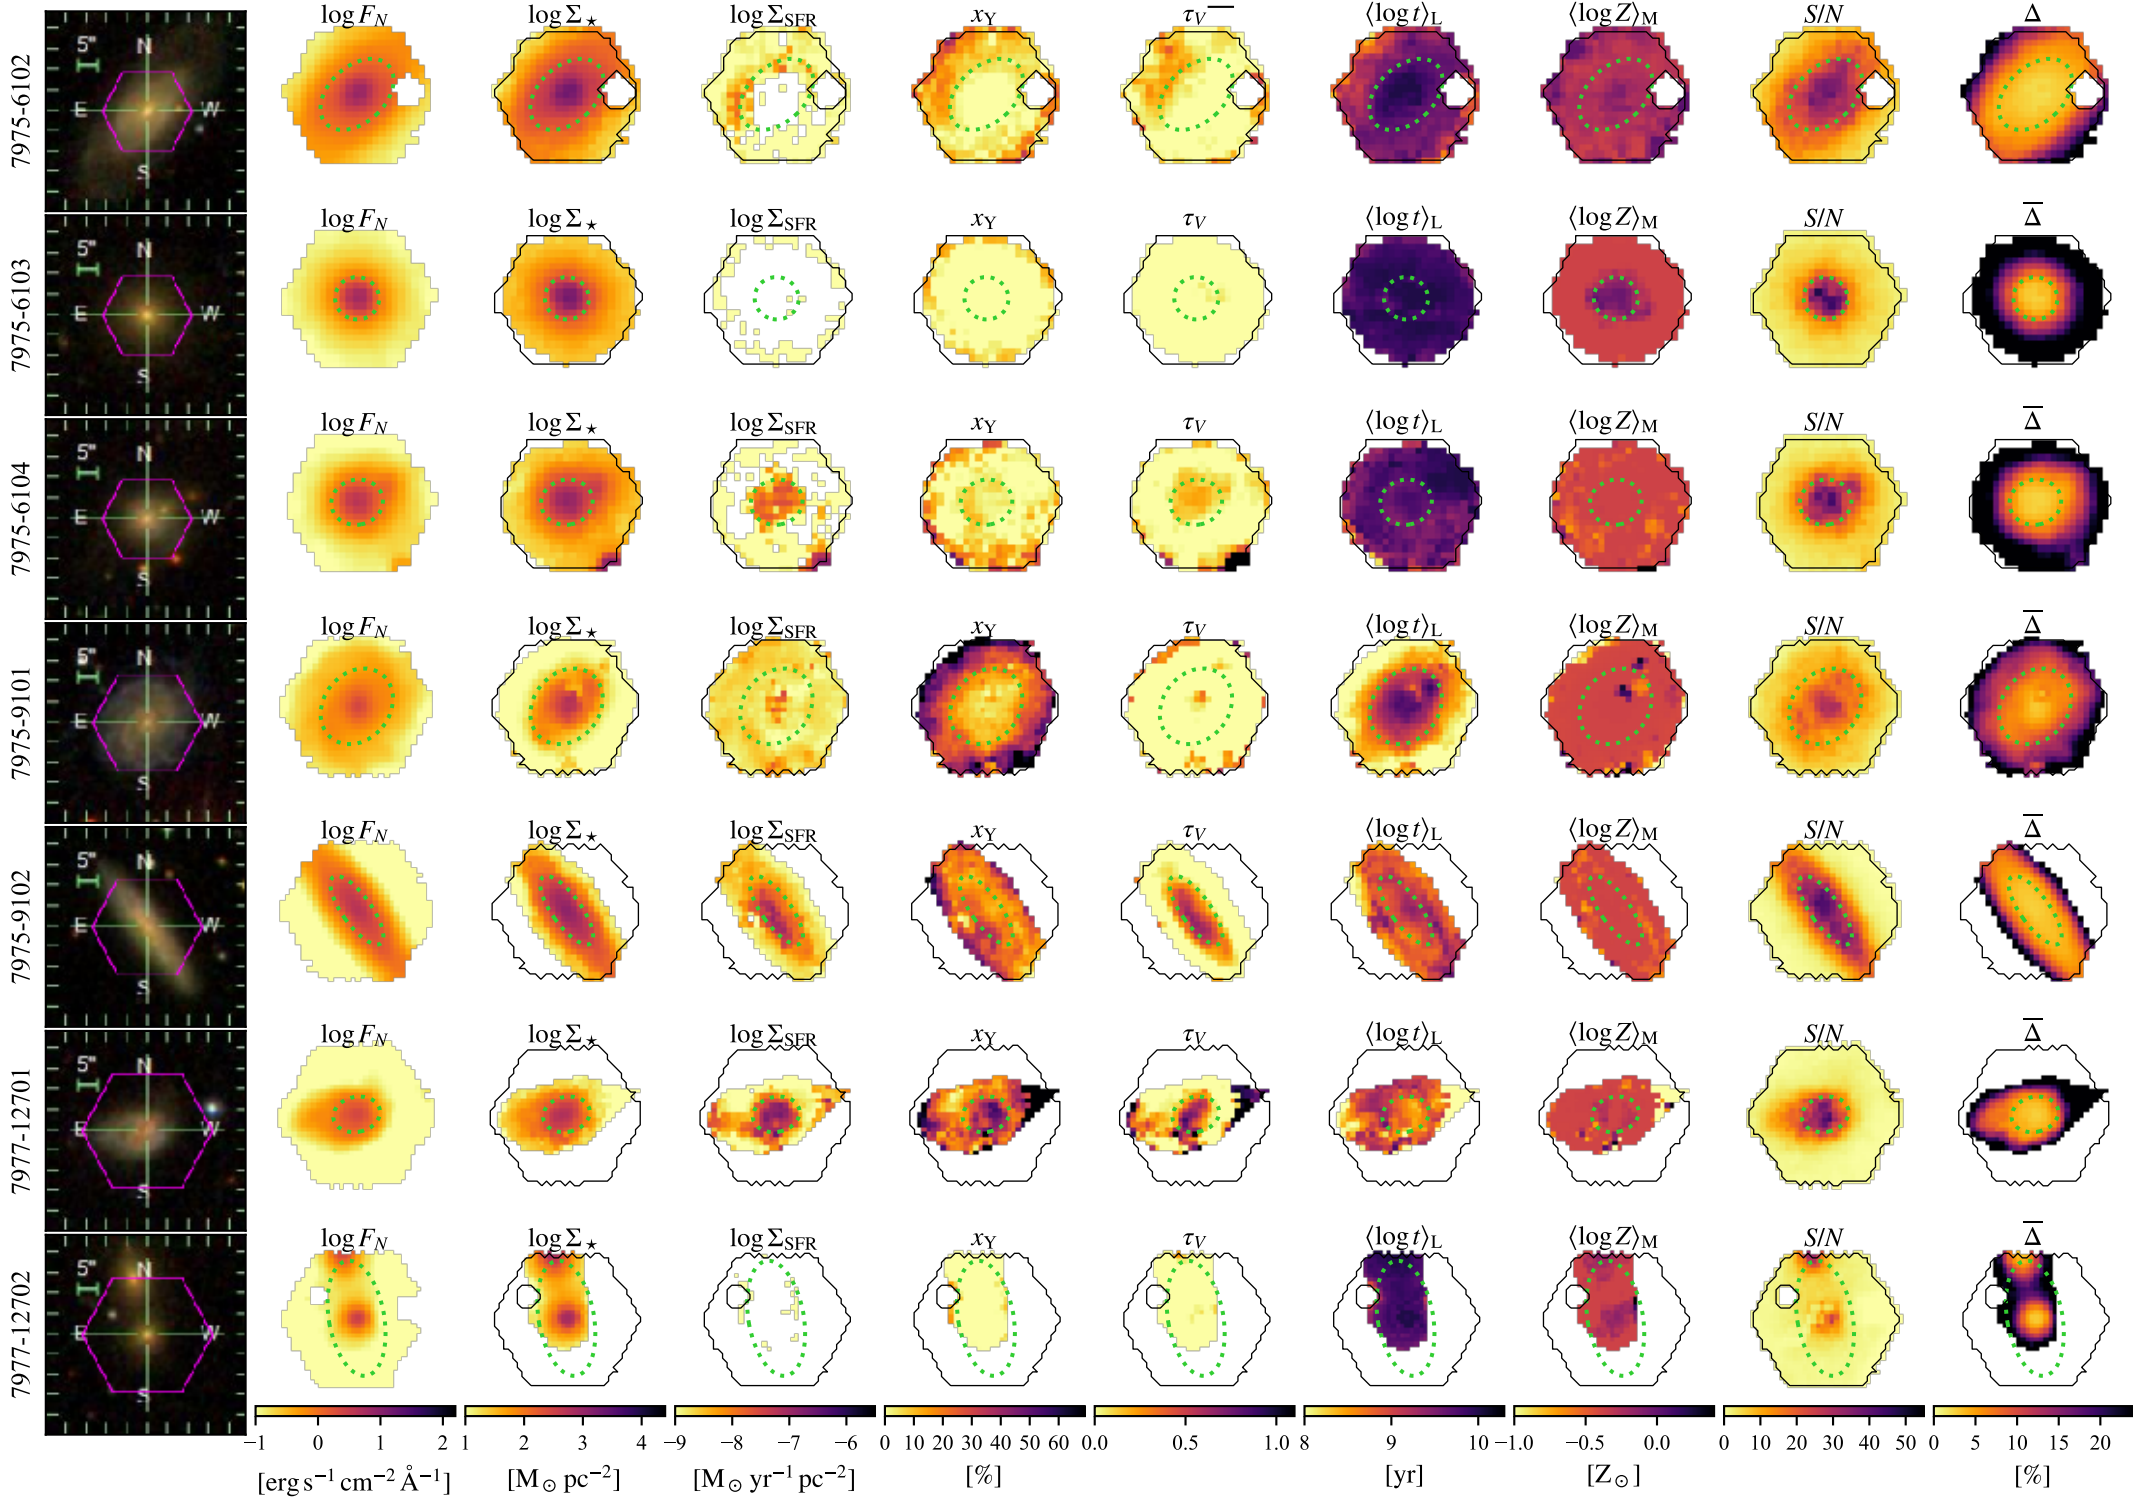 log F_N log Σ_⋆ log Σ_SFR x_Y τ_V ⟨log t⟩_L ⟨log Z⟩_M S/N Δ
7975-6102
5" N E W S
log F_N log Σ_⋆ log Σ_SFR x_Y τ_V ⟨log t⟩_L ⟨log Z⟩_M S/N Δ̅
7975-6103
5" N E W S
log F_N log Σ_⋆ log Σ_SFR x_Y τ_V ⟨log t⟩_L ⟨log Z⟩_M S/N Δ̅
7975-6104
5" N E W S
log F_N log Σ_⋆ log Σ_SFR x_Y τ_V ⟨log t⟩_L ⟨log Z⟩_M S/N Δ̅
7975-9101
5" N E W S
log F_N log Σ_⋆ log Σ_SFR x_Y τ_V ⟨log t⟩_L ⟨log Z⟩_M S/N Δ̅
7975-9102
5" N E W S
log F_N log Σ_⋆ log Σ_SFR x_Y τ_V ⟨log t⟩_L ⟨log Z⟩_M S/N Δ̅
7977-12701
5" N E W S
log F_N log Σ_⋆ log Σ_SFR x_Y τ_V ⟨log t⟩_L ⟨log Z⟩_M S/N Δ̅
7977-12702
5" N E W S
−1 0 1 2 1 2 3 4 −9 −8 −7 −6 0 10 20 30 40 50 60 0.0 0.5 1.0 8 9 10 −1.0 −0.5 0.0 0 10 20 30 40 50 0 5 10 15 20
[erg s⁻¹ cm⁻² Å⁻¹] [M⊙ pc⁻²] [M⊙ yr⁻¹ pc⁻²] [%] [yr] [Z⊙] [%]